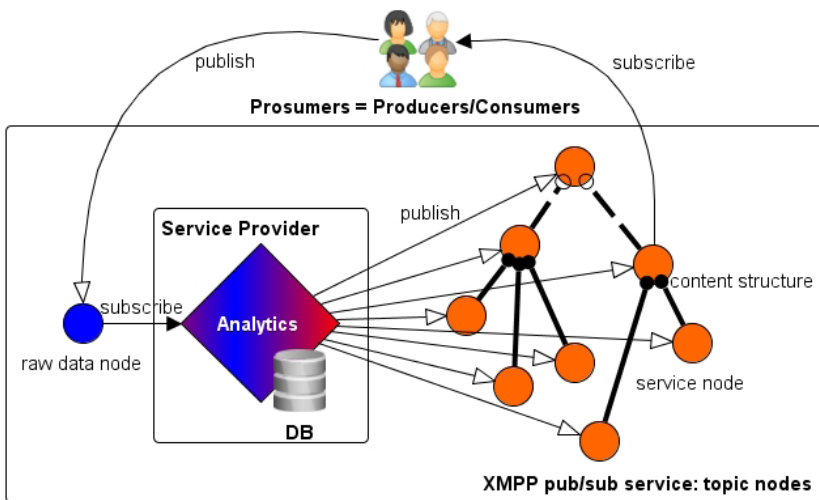 publish
subscribe
Prosumers = Producers/Consumers
publish
Service Provider
content structure
subscribe
Analytics
raw data node
service node
DB
XMPP pub/sub service: topic nodes